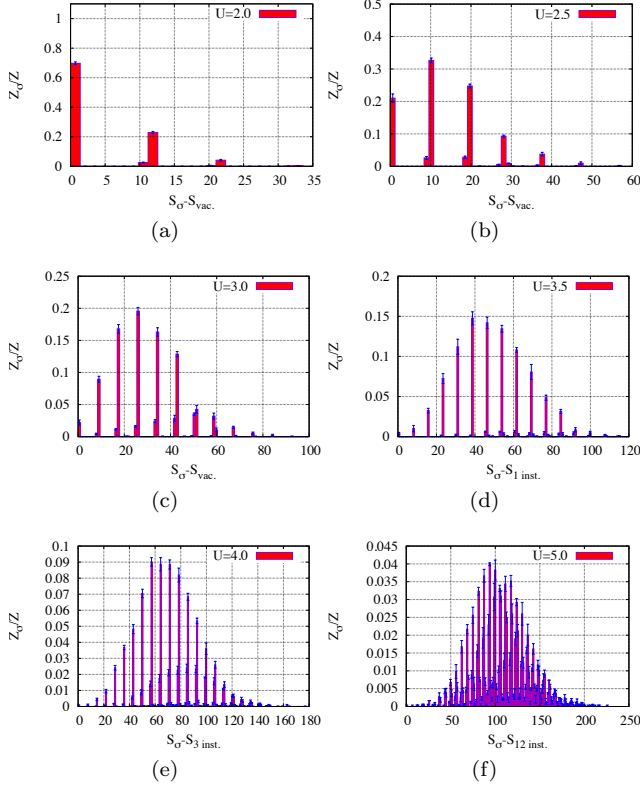 U=2.0
Z_σ/Z
1
0.8
0.6
0.4
0.2
0
0 5 10 15 20 25 30 35
S_σ-S_vac.
(a)
U=2.5
Z_σ/Z
0.5
0.4
0.3
0.2
0.1
0
0 10 20 30 40 50 60
S_σ-S_vac.
(b)
U=3.0
Z_σ/Z
0.25
0.2
0.15
0.1
0.05
0
0 20 40 60 80 100
S_σ-S_vac.
(c)
U=3.5
Z_σ/Z
0.25
0.2
0.15
0.1
0.05
0
0 20 40 60 80 100 120
S_σ-S_1 inst.
(d)
U=4.0
Z_σ/Z
0.1
0.09
0.08
0.07
0.06
0.05
0.04
0.03
0.02
0.01
0
0 20 40 60 80 100 120 140 160 180
S_σ-S_3 inst.
(e)
U=5.0
Z_σ/Z
0.045
0.04
0.035
0.03
0.025
0.02
0.015
0.01
0.005
0
0 50 100 150 200 250
S_σ-S_12 inst.
(f)